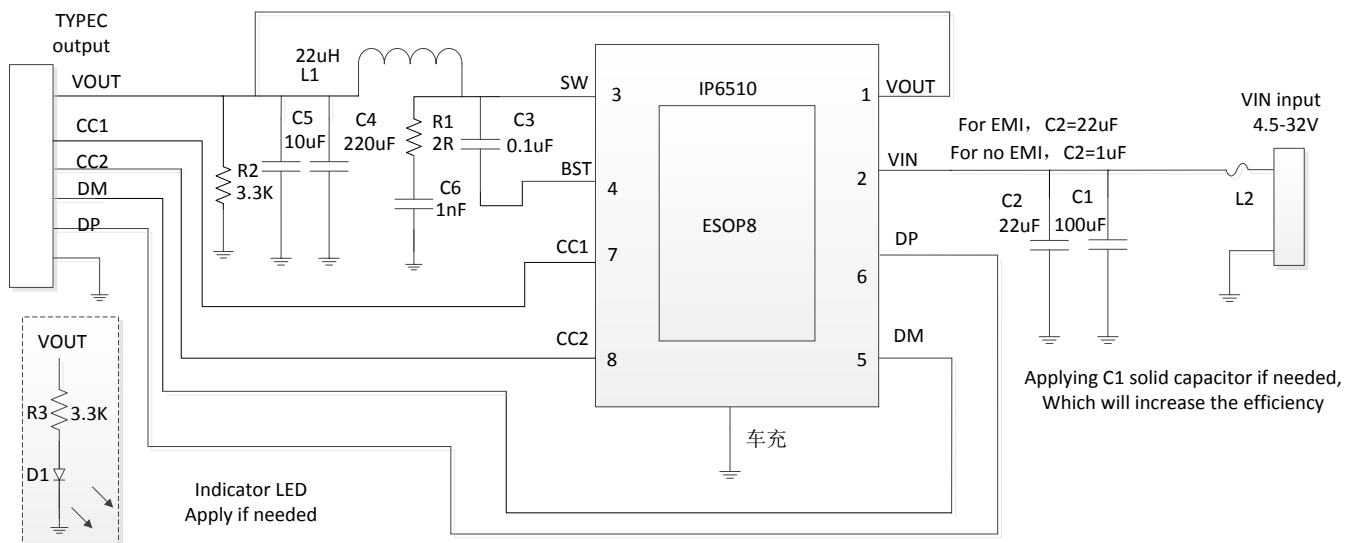 TYPEC
output
VOUT
CC1
CC2
DM
DP
22uH
L1
C5
10uF
C4
220uF
R1
2R
C3
0.1uF
R2
3.3K
C6
1nF
SW
BST
CC1
CC2
3
4
7
8
IP6510
ESOP8
1
2
6
5
VOUT
VIN
DP
DM
For EMI，C2=22uF
For no EMI，C2=1uF
C2
22uF
C1
100uF
L2
VIN input
4.5-32V
Applying C1 solid capacitor if needed,
Which will increase the efficiency
车充
VOUT
R3
3.3K
D1
Indicator LED
Apply if needed